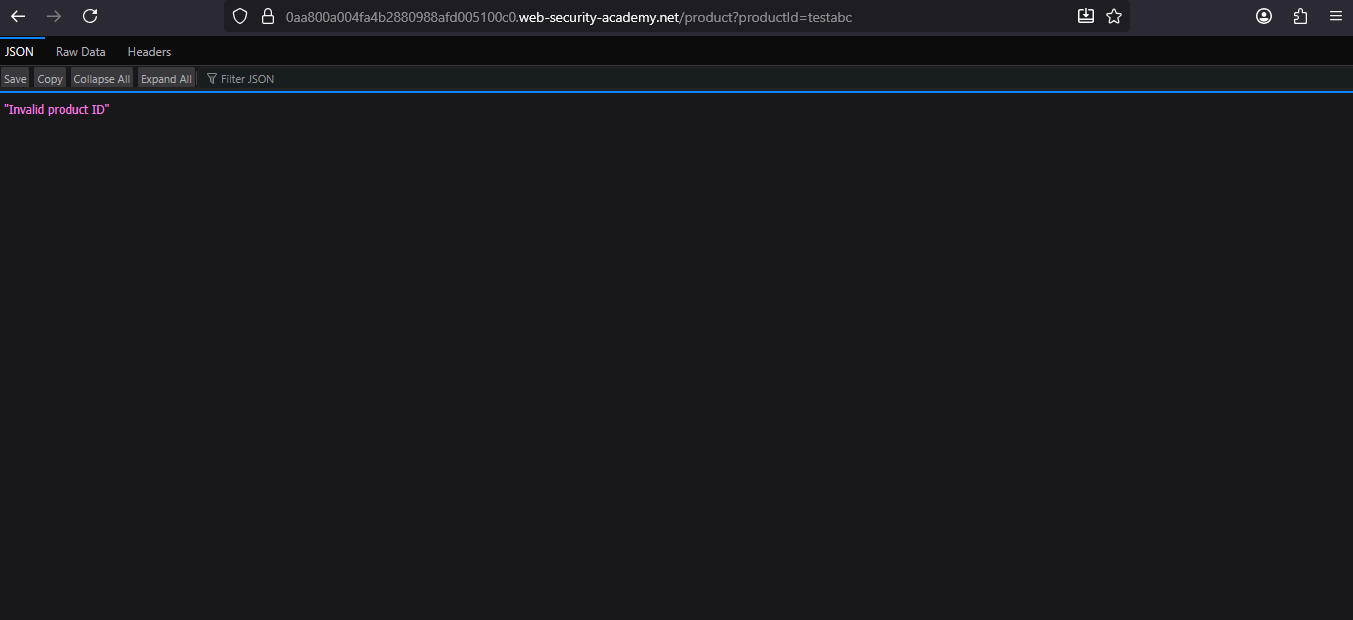 0aa800a004fa4b2880988afd005100c0.web-security-academy.net/product?productId=testabc
JSON Raw Data Headers
Save Copy Collapse All Expand All Filter JSON
"Invalid product ID"